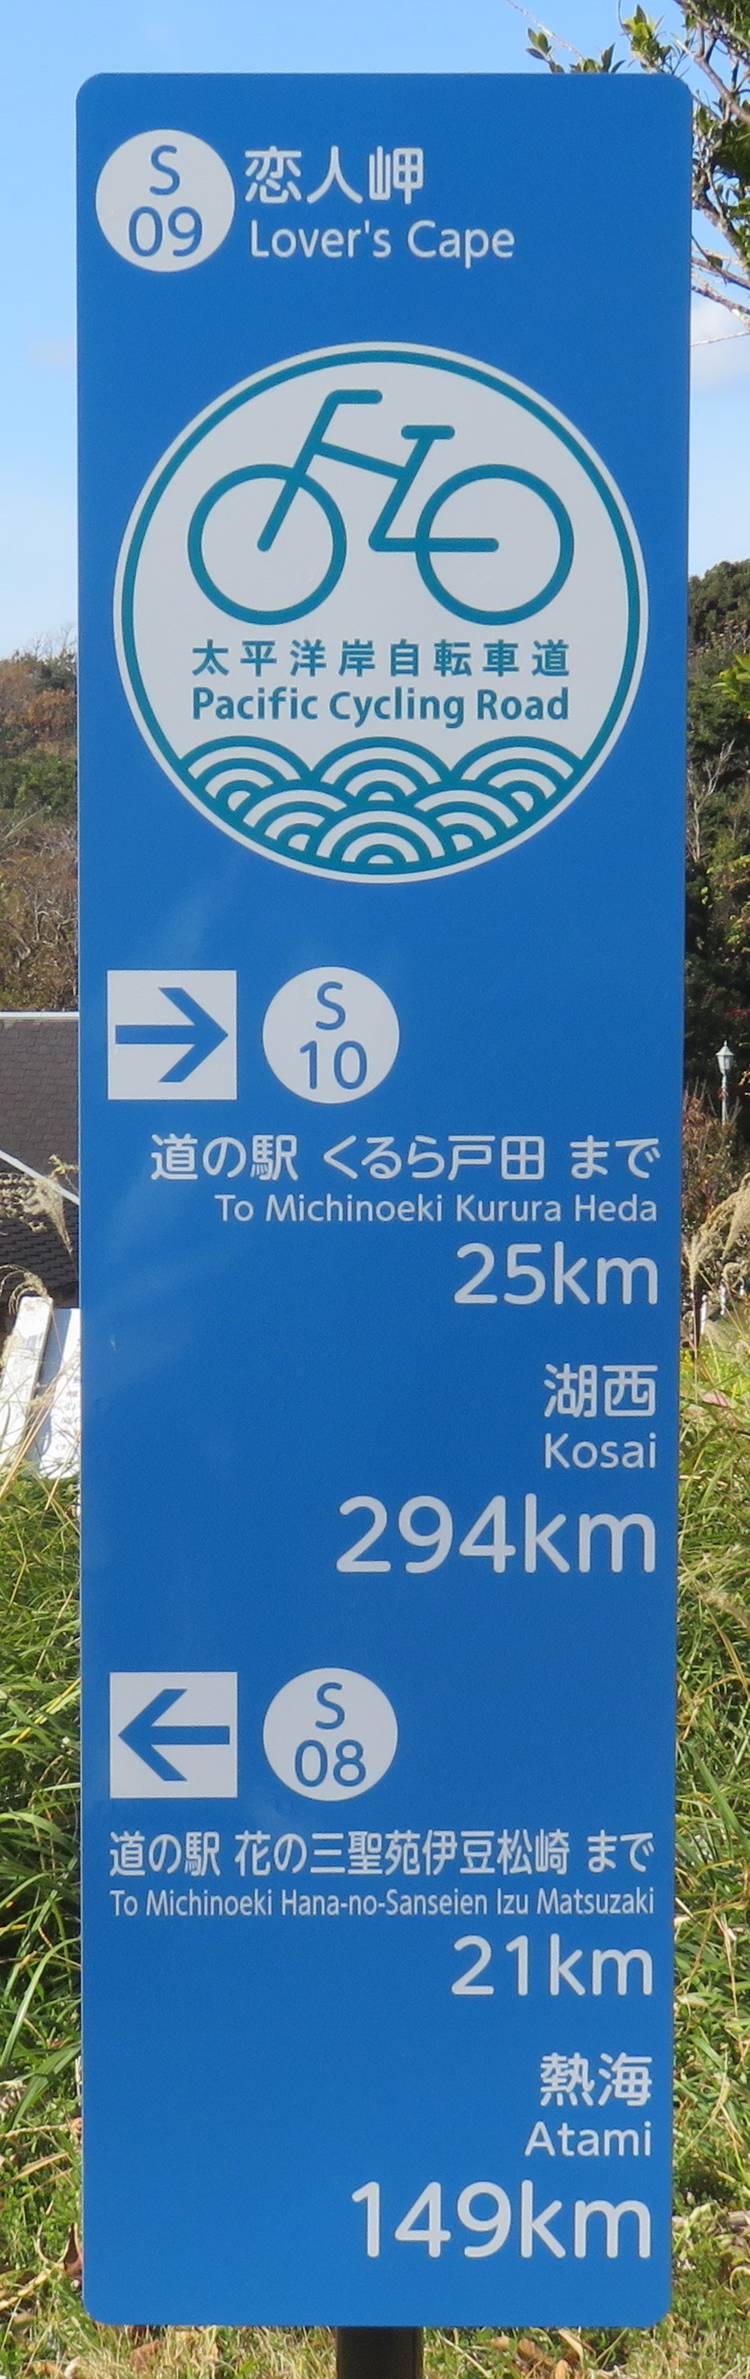 S
09
恋人岬
Lover's Cape
太平洋岸自転車道
Pacific Cycling Road
S
10
道の駅 くるら戸田 まで
To Michinoeki Kurura Heda
25km
湖西
Kosai
294km
S
08
道の駅 花の三聖苑伊豆松崎 まで
To Michinoeki Hana-no-Sanseien Izu Matsuzaki
21km
熱海
Atami
149km